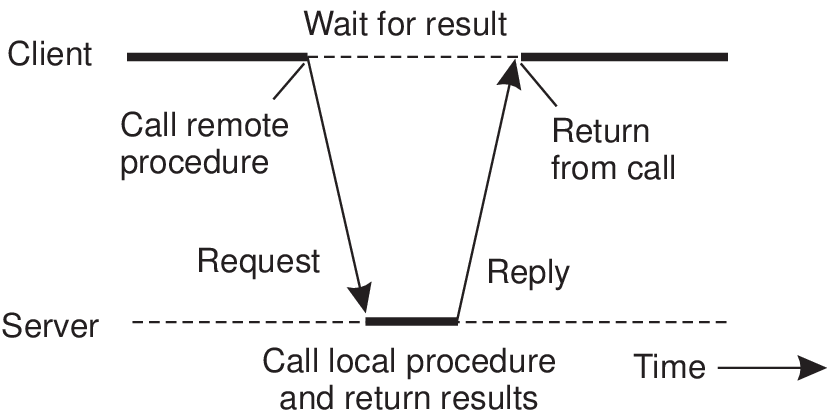 Wait for result
Client
Call remote
procedure
Return
from call
Request
Reply
Server
Call local procedure
and return results
Time